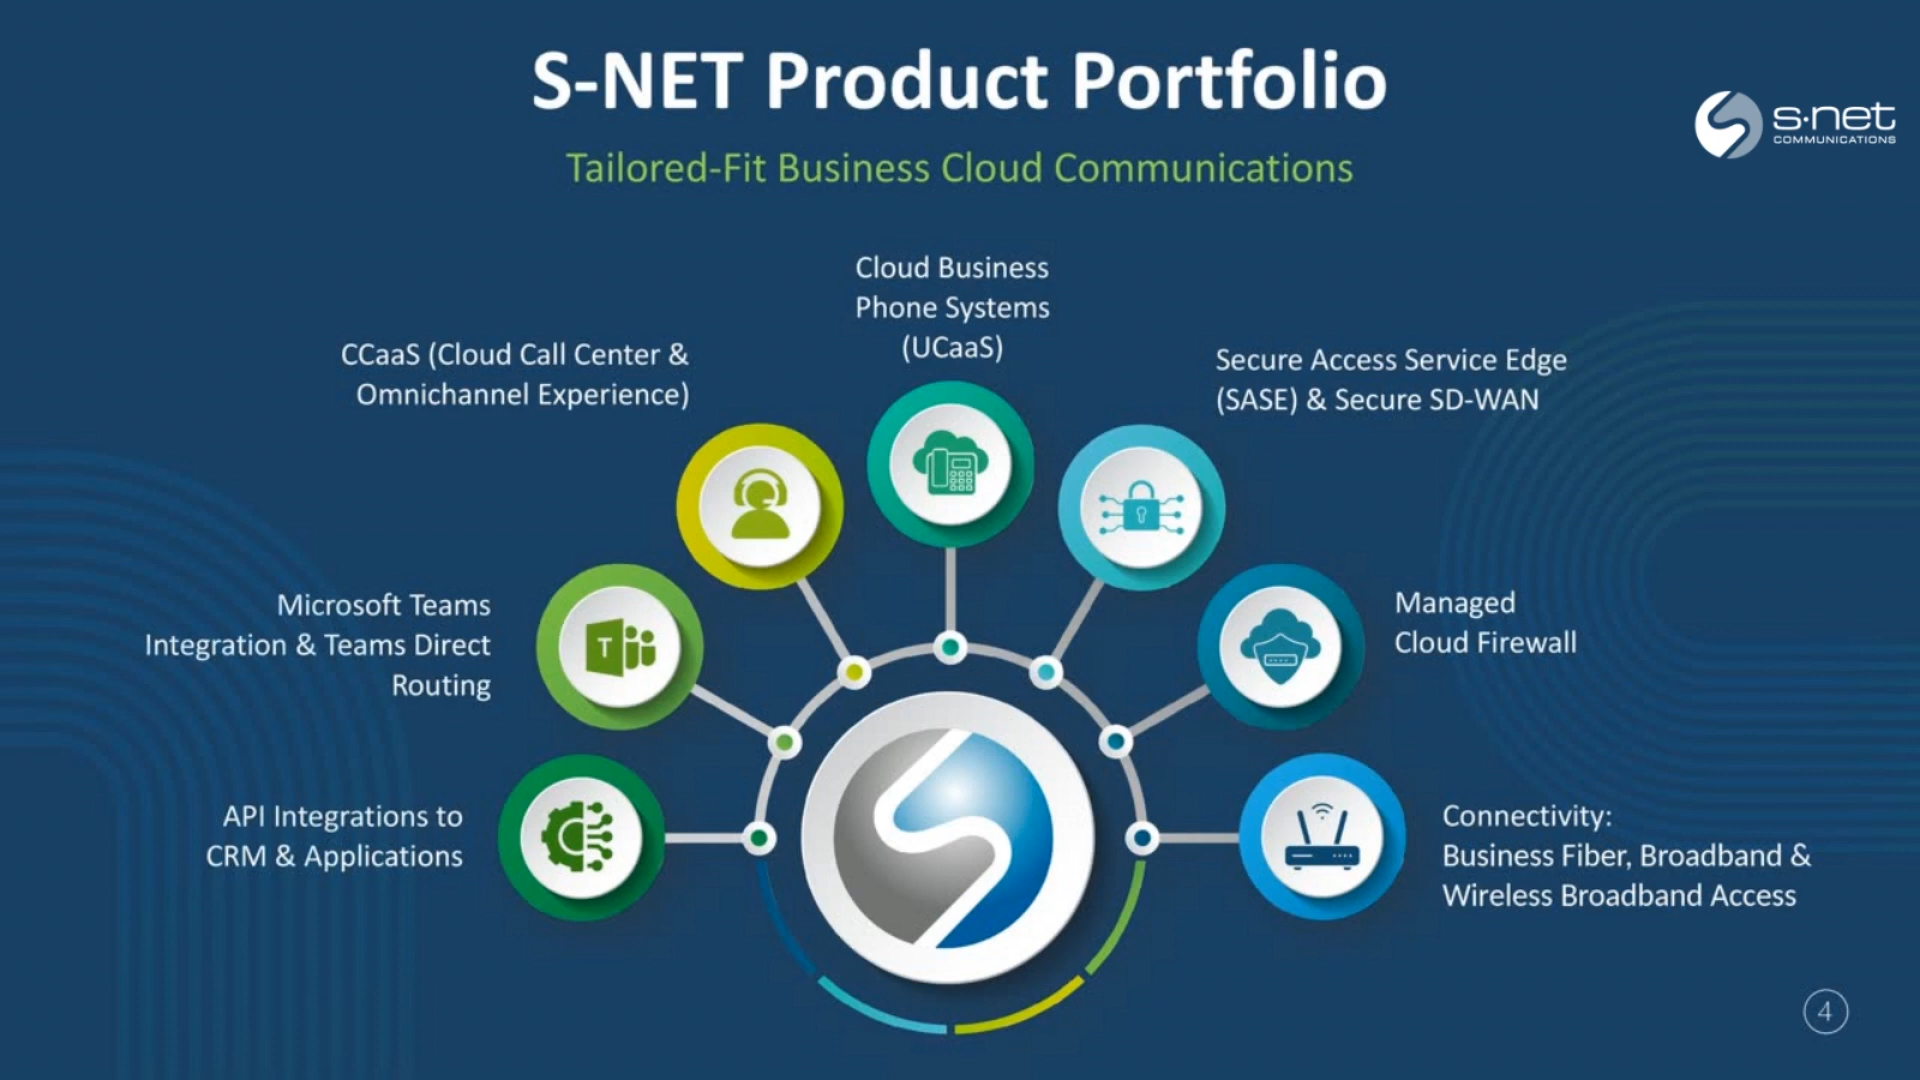 S-NET Product Portfolio
s·net
COMMUNICATIONS
Tailored-Fit Business Cloud Communications
Cloud Business
Phone Systems
(UCaaS)
CCaaS (Cloud Call Center &
Omnichannel Experience)
Secure Access Service Edge
(SASE) & Secure SD-WAN
Microsoft Teams
Integration & Teams Direct
Routing
T
Managed
Cloud Firewall
API Integrations to
CRM & Applications
Connectivity:
Business Fiber, Broadband &
Wireless Broadband Access
4